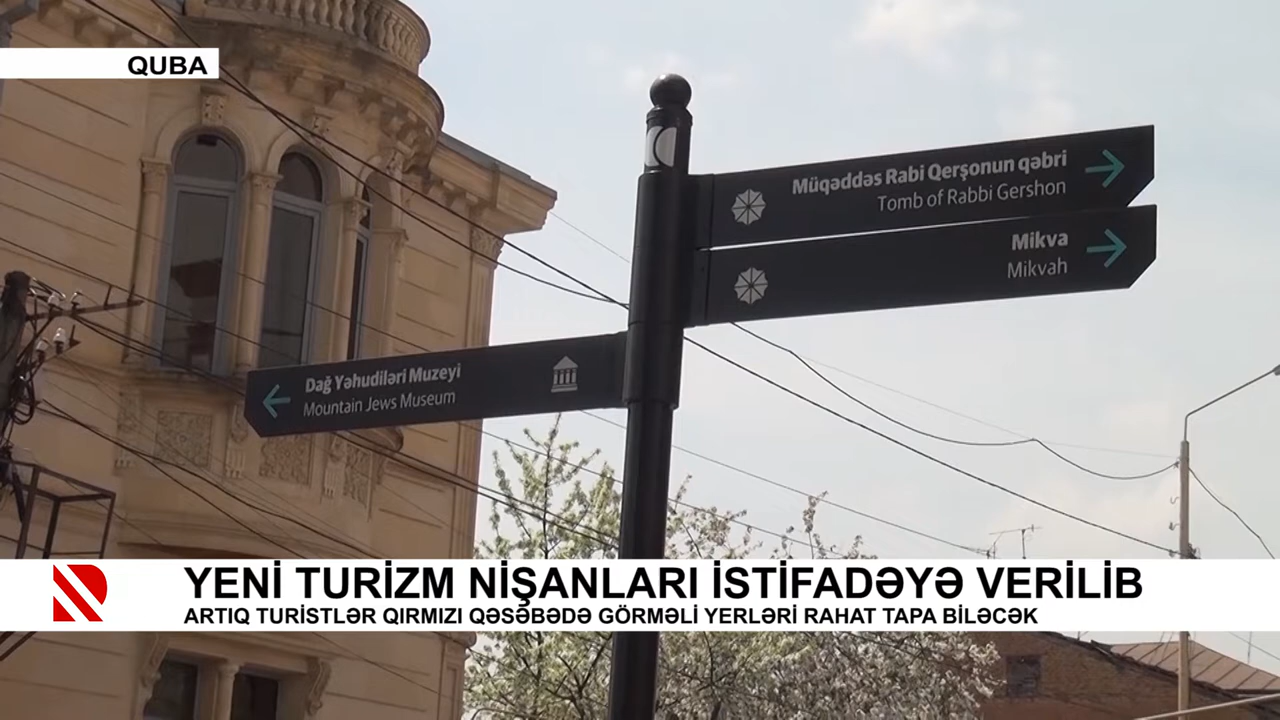 QUBA
Müqəddəs Rabi Qerşonun qəbri
Tomb of Rabbi Gershon
Mikva
Mikvah
Dağ Yəhudiləri Muzeyi
Mountain Jews Museum
YENİ TURİZM NİŞANLARI İSTİFADƏYƏ VERİLİB
ARTIQ TURİSTLƏR QIRMIZI QƏSƏBƏDƏ GÖRMƏLİ YERLƏRİ RAHAT TAPA BİLƏCƏK